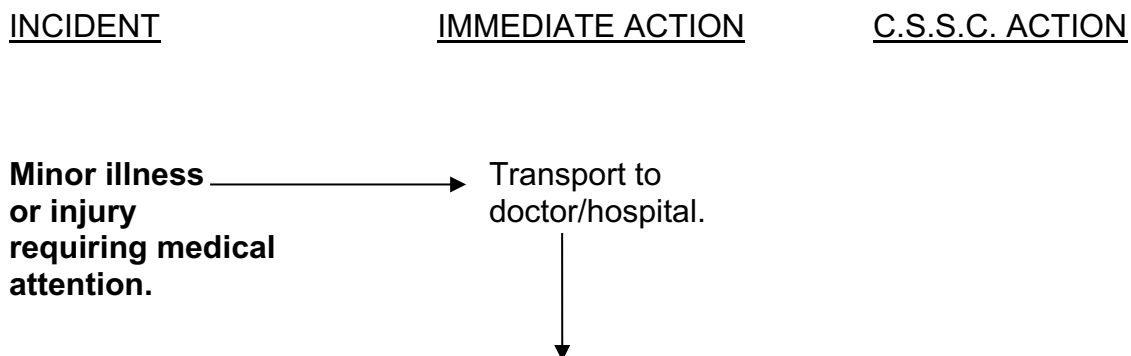 INCIDENT IMMEDIATE ACTION C.S.S.C. ACTION
Minor illness
or injury
requiring medical
attention.
Transport to
doctor/hospital.